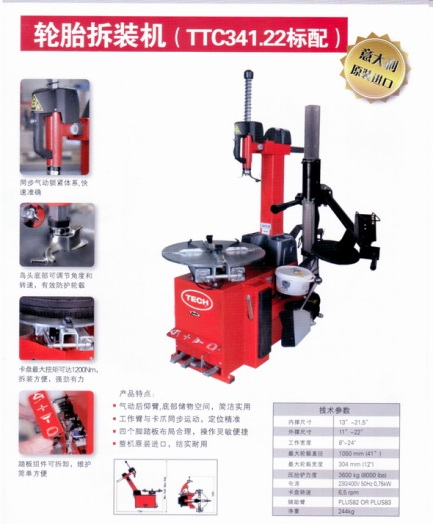 轮胎拆装机（TTC341.22标配）
意大利
原装进口
同步气动锁紧体系,快
速准确
鸟头底部可调节角度和
转速，有效防护轮毂
卡盘最大扭矩可达1200Nm,
拆装方便，强劲有力
踏板组件可拆卸，维护
简单方便
TECH
产品特点:
气动后仰臂,底部储物空间，简洁实用
工作臂与卡爪同步运动，定位精准
四个脚踏板布局合理，操作灵敏便捷
整机原装进口，结实耐用
技术参数
内撑尺寸 13" ~21.5"
外撑尺寸 11" ~22"
工作宽度 8"~24"
最大轮毂直径 1050 mm (41")
最大轮毂宽度 304 mm (12')
压胎铲力度 3600 kg (8000 lbs)
电源 230/400V 50Hz 0,75kW
卡盘转速 6,5 rpm
辅助臂 PLUS82 OR PLUS83
净重 244kg